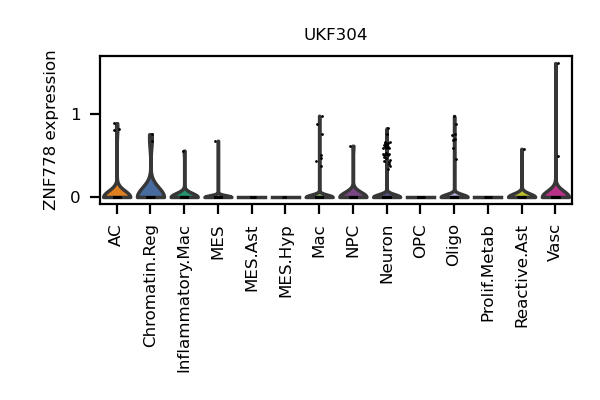 UKF304
ZNF778 expression
1
0
AC
Chromatin.Reg
Inflammatory.Mac
MES
MES.Ast
MES.Hyp
Mac
NPC
Neuron
OPC
Oligo
Prolif.Metab
Reactive.Ast
Vasc